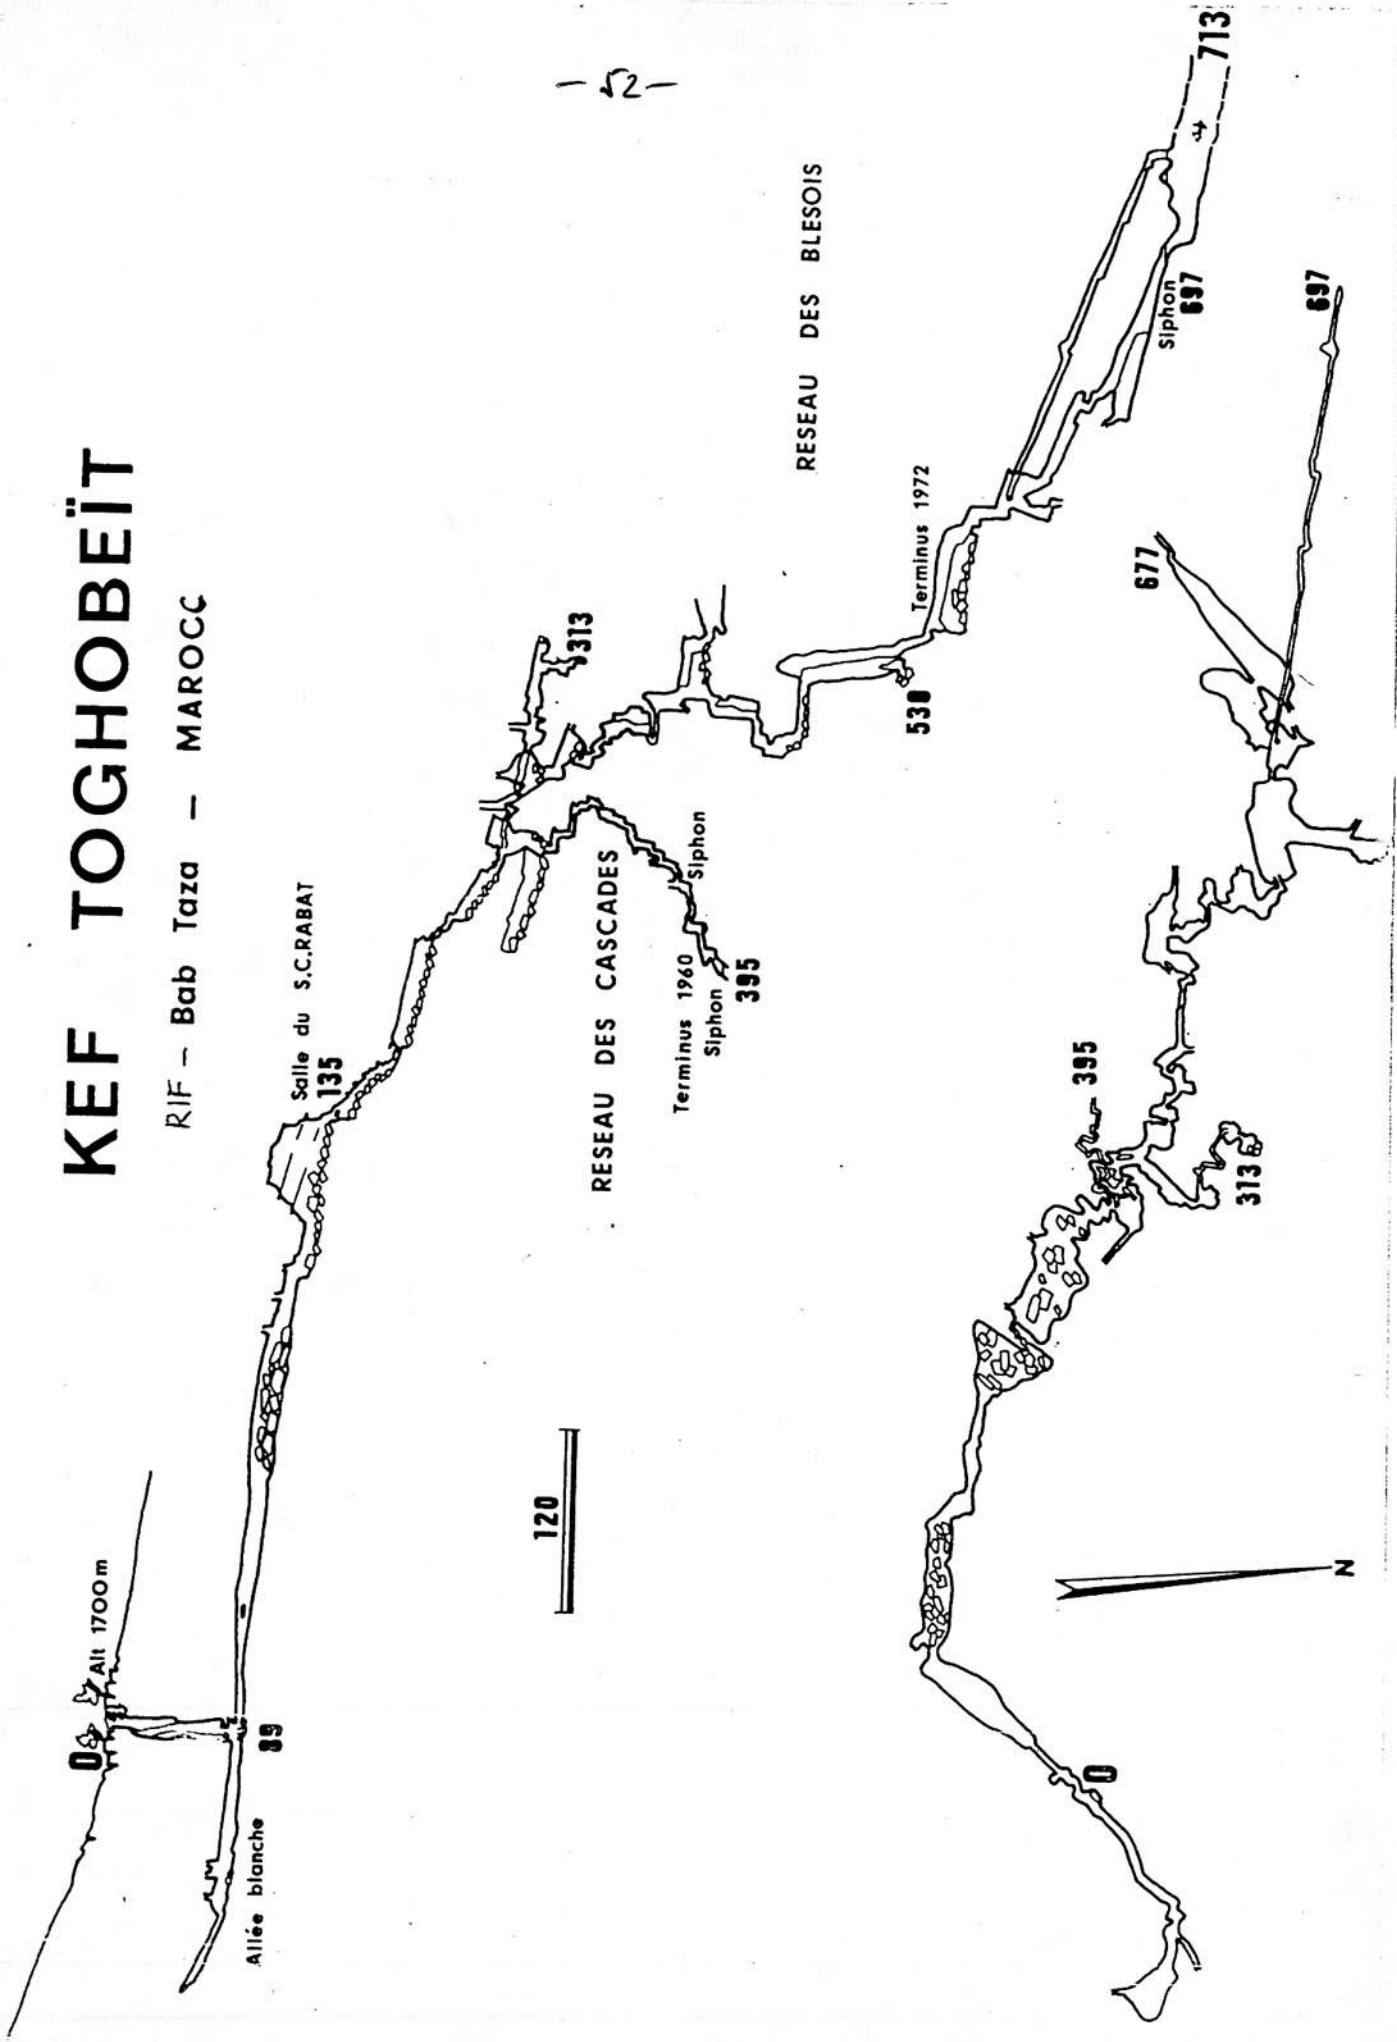 - 52 -
KEF TOGHOBEÏT
RIF - Bab Taza - MAROCC
0
Alt 1700m
Allée blanche
89
Salle du S.C.RABAT
135
313
RESEAU DES CASCADES
Siphon
Terminus 1960
Siphon
395
530
RESEAU DES BLESOIS
Terminus 1972
Siphon
697
713
120
0
395
313
677
697
N